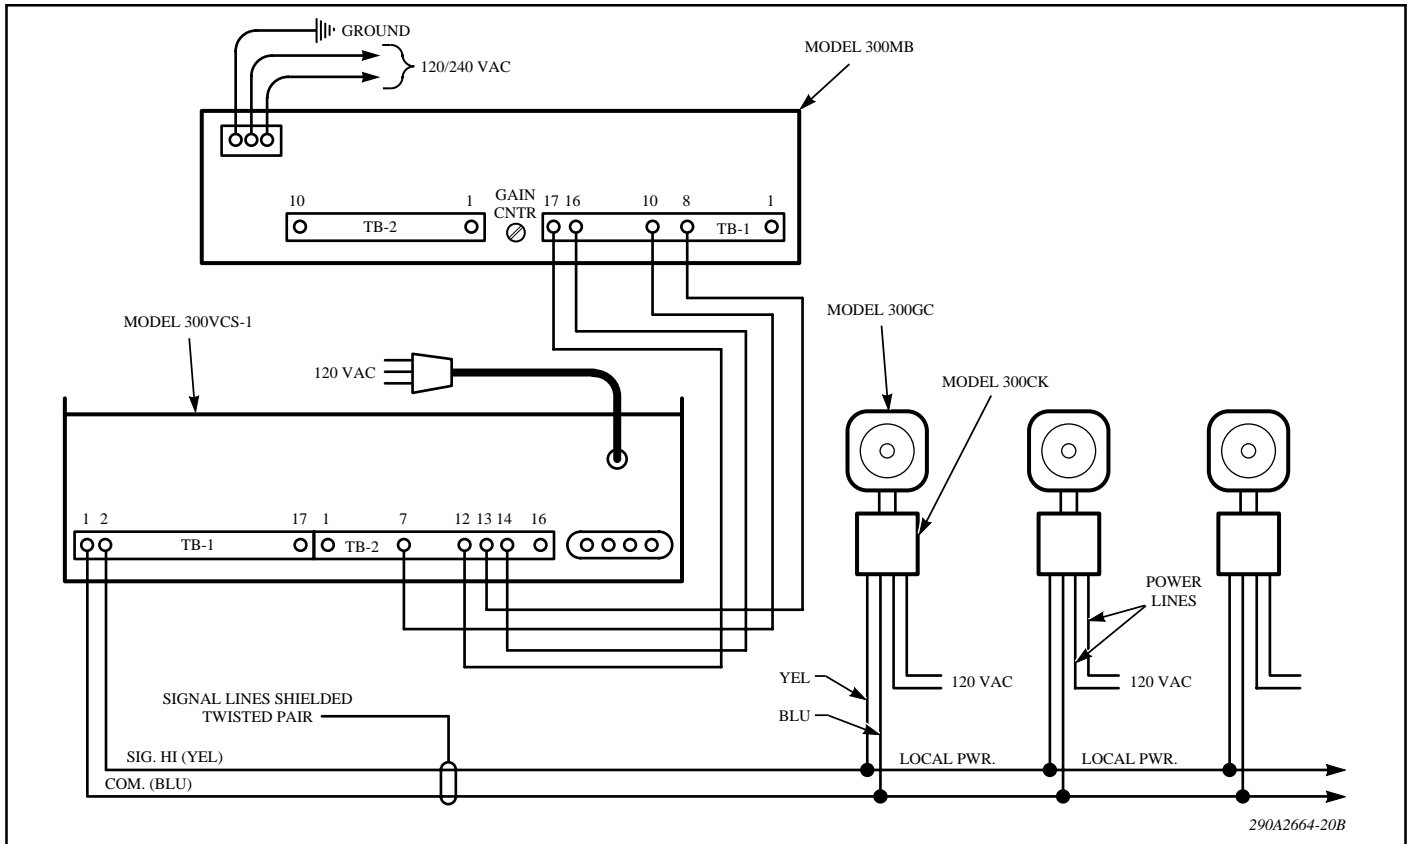 GROUND
120/240 VAC
MODEL 300MB
10
1
TB-2
GAIN
CNTR
17 16
10
8
1
TB-1
MODEL 300VCS-1
120 VAC
MODEL 300GC
MODEL 300CK
1 2
17
1
7
12 13 14
16
TB-1
TB-2
POWER
LINES
YEL
120 VAC
120 VAC
BLU
SIGNAL LINES SHIELDED
TWISTED PAIR
SIG. HI (YEL)
LOCAL PWR.
LOCAL PWR.
COM. (BLU)
290A2664-20B